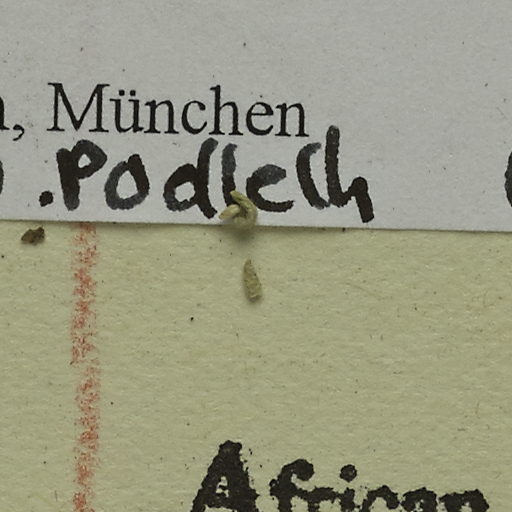 , München
. Podlech
African